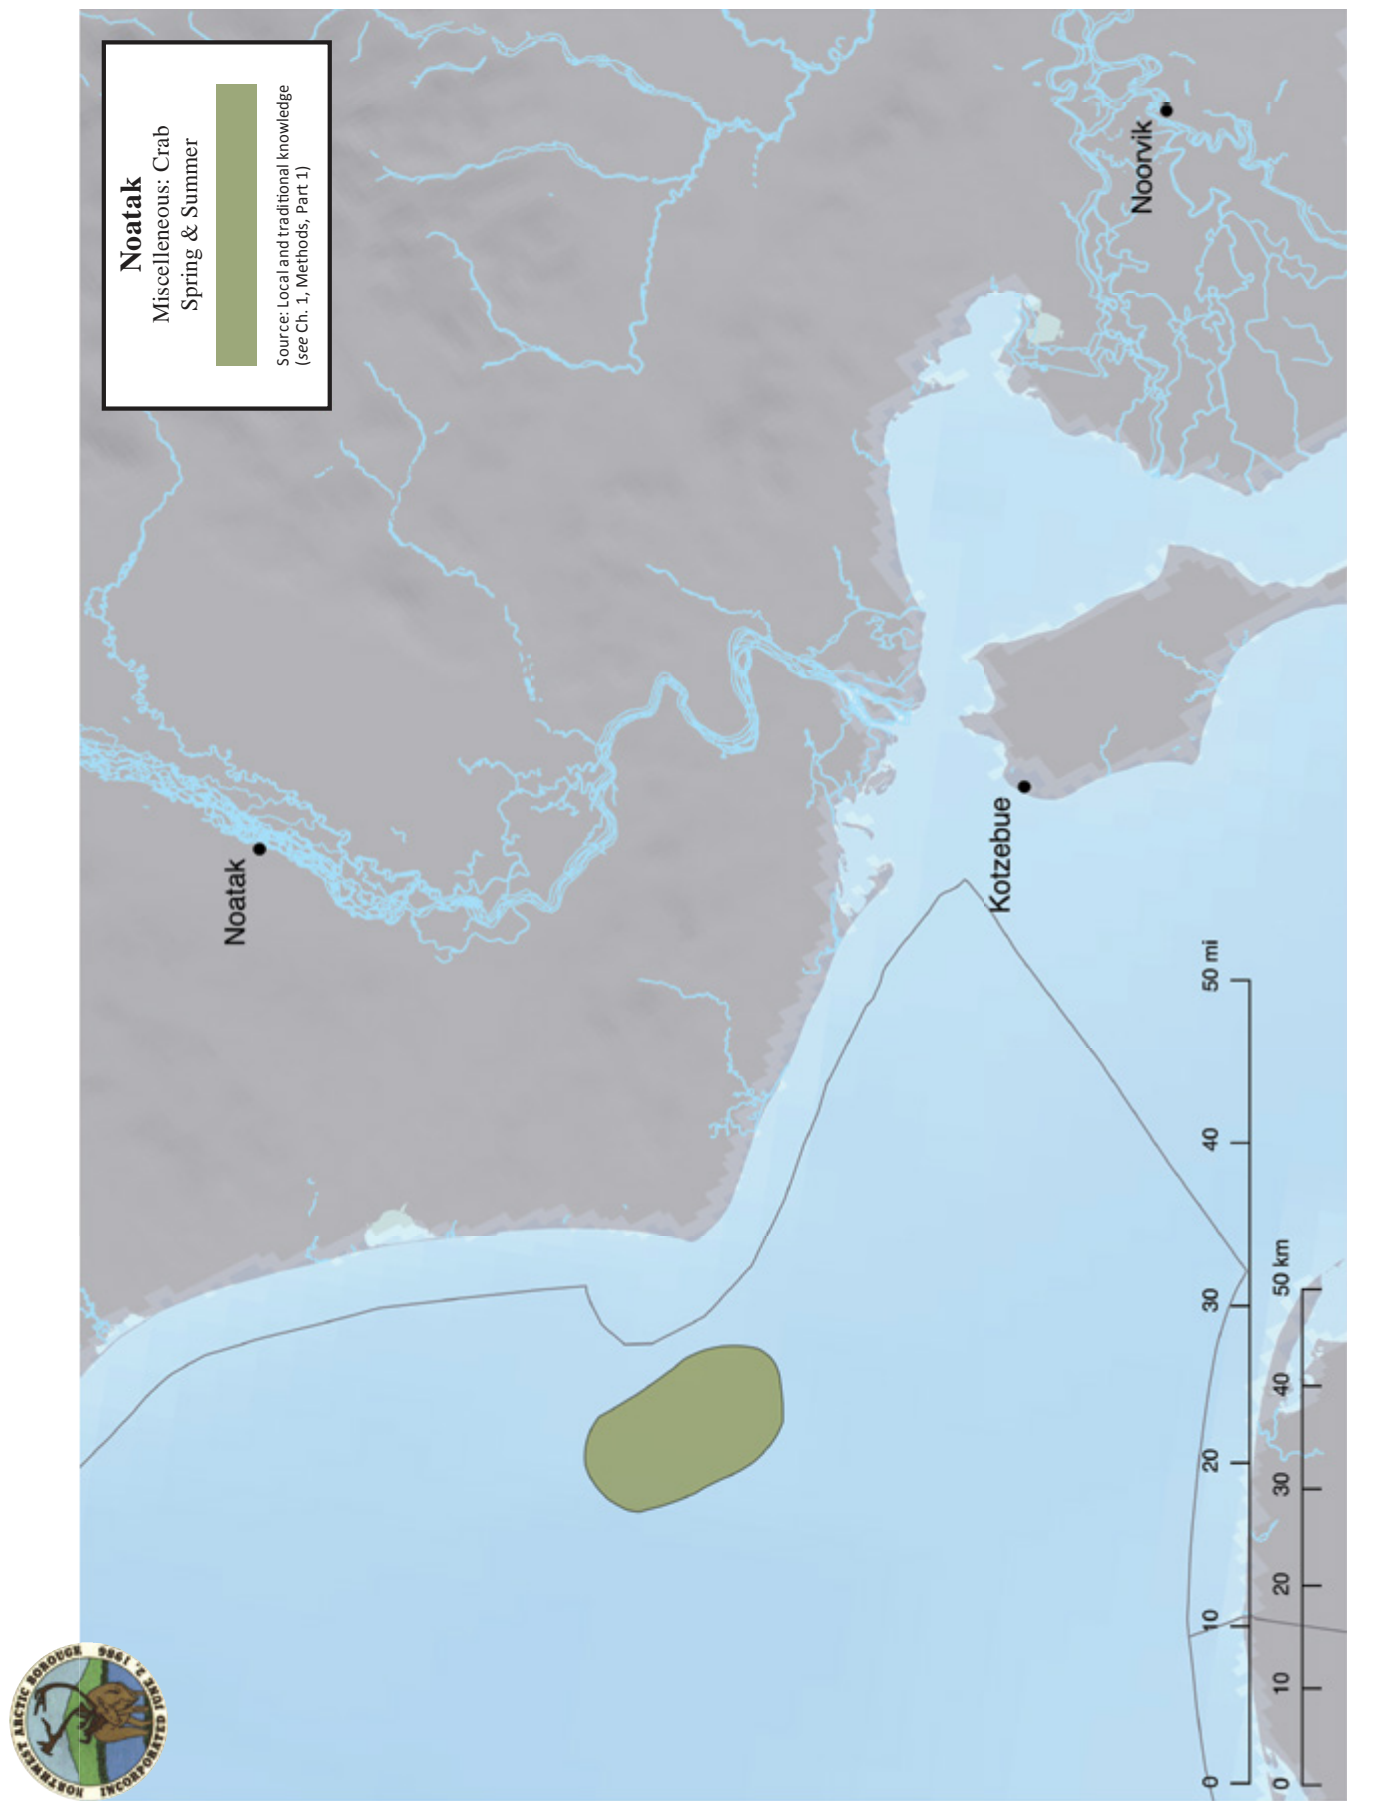 Noatak
Miscelleneous: Crab
Spring & Summer
Source: Local and traditional knowledge
(see Ch. 1, Methods, Part 1)
Noatak
Noorvik
Kotzebue
0 10 20 30 40 50 mi
0 10 20 30 40 50 km
NORTHWEST ARCTIC BOROUGH
INCORPORATED JUNE 2, 1986